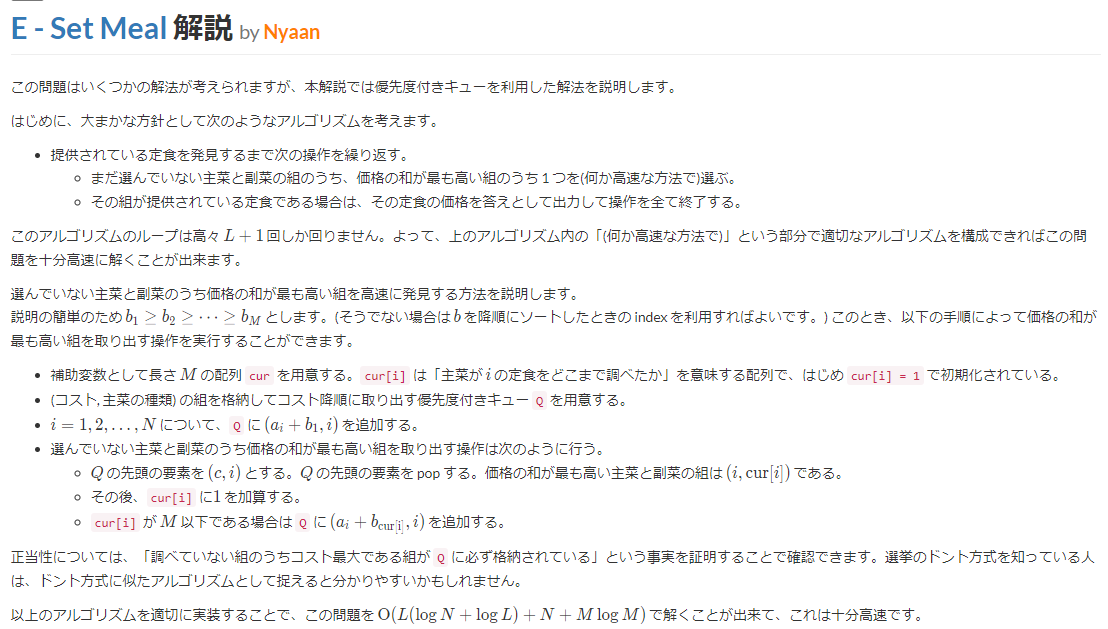 E - Set Meal 解説 by Nyaan
この問題はいくつかの解法が考えられますが、本解説では優先度付きキューを利用した解法を説明します。
はじめに、大まかな方針として次のようなアルゴリズムを考えます。
• 提供されている定食を発見するまで次の操作を繰り返す。
◦ まだ選んでいない主菜と副菜の組のうち、価格の和が最も高い組のうち 1 つを(何か高速な方法で)選ぶ。
◦ その組が提供されている定食である場合は、その定食の価格を答えとして出力して操作を全て終了する。
このアルゴリズムのループは高々 L + 1 回しか回りません。よって、上のアルゴリズム内の「(何か高速な方法で)」という部分で適切なアルゴリズムを構成できればこの問
題を十分高速に解くことが出来ます。
選んでいない主菜と副菜のうち価格の和が最も高い組を高速に発見する方法を説明します。
説明の簡単のため b₁ ≥ b₂ ≥ ⋯ ≥ b_M とします。(そうでない場合は b を降順にソートしたときの index を利用すればよいです。) このとき、以下の手順によって価格の和が
最も高い組を取り出す操作を実行することができます。
• 補助変数として長さ M の配列 cur を用意する。 cur[i] は「主菜が i の定食をどこまで調べたか」を意味する配列で、はじめ cur[i] = 1 で初期化されている。
• (コスト, 主菜の種類) の組を格納してコスト降順に取り出す優先度付きキュー Q を用意する。
• i = 1, 2, … , N について、 Q に (a_i + b₁, i) を追加する。
• 選んでいない主菜と副菜のうち価格の和が最も高い組を取り出す操作は次のように行う。
◦ Q の先頭の要素を (c, i) とする。Q の先頭の要素を pop する。価格の和が最も高い主菜と副菜の組は (i, cur[i]) である。
◦ その後、 cur[i] に1 を加算する。
◦ cur[i] が M 以下である場合は Q に (a_i + b_cur[i], i) を追加する。
正当性については、「調べていない組のうちコスト最大である組が Q に必ず格納されている」という事実を証明することで確認できます。選挙のドント方式を知っている人
は、ドント方式に似たアルゴリズムとして捉えると分かりやすいかもしれません。
以上のアルゴリズムを適切に実装することで、この問題を O(L(log N + log L) + N + M log M) で解くことが出来て、これは十分高速です。